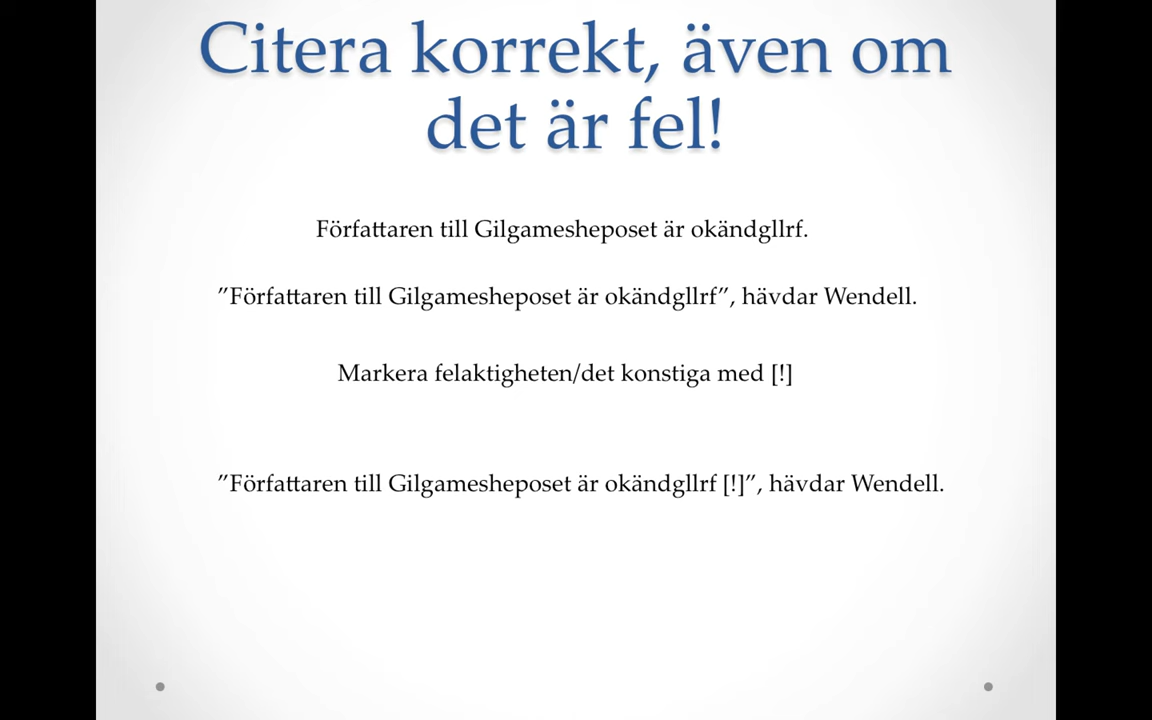 Citera korrekt, även om
det är fel!
Författaren till Gilgamesheposet är okändgllrf.
”Författaren till Gilgamesheposet är okändgllrf”, hävdar Wendell.
Markera felaktigheten/det konstiga med [!]
”Författaren till Gilgamesheposet är okändgllrf [!]”, hävdar Wendell.